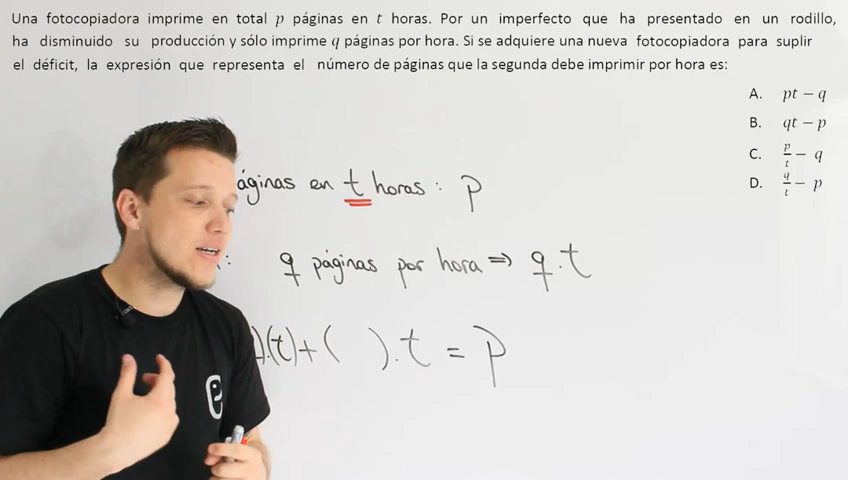 Una fotocopiadora imprime en total p páginas en t horas. Por un imperfecto que ha presentado en un rodillo,
ha disminuido su producción y sólo imprime q páginas por hora. Si se adquiere una nueva fotocopiadora para suplir
el déficit, la expresión que representa el número de páginas que la segunda debe imprimir por hora es:
A. pt − q
B. qt − p
C. p/t − q
D. q/t − p
áginas en t horas : p
: q páginas por hora ⇒ q.t
).(t)+( ).t = p
e